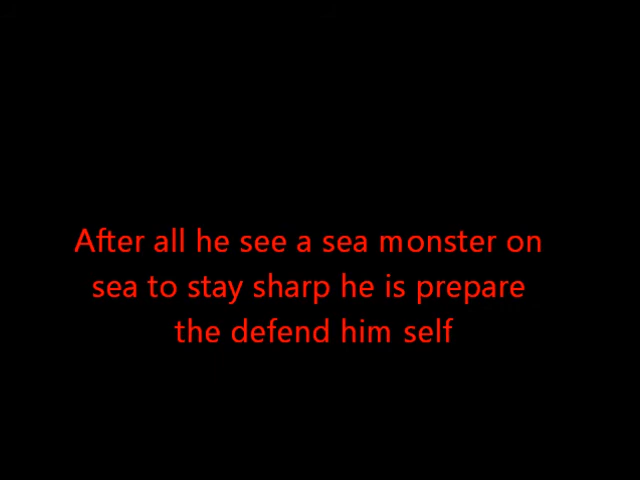 After all he see a sea monster on
sea to stay sharp he is prepare
the defend him self